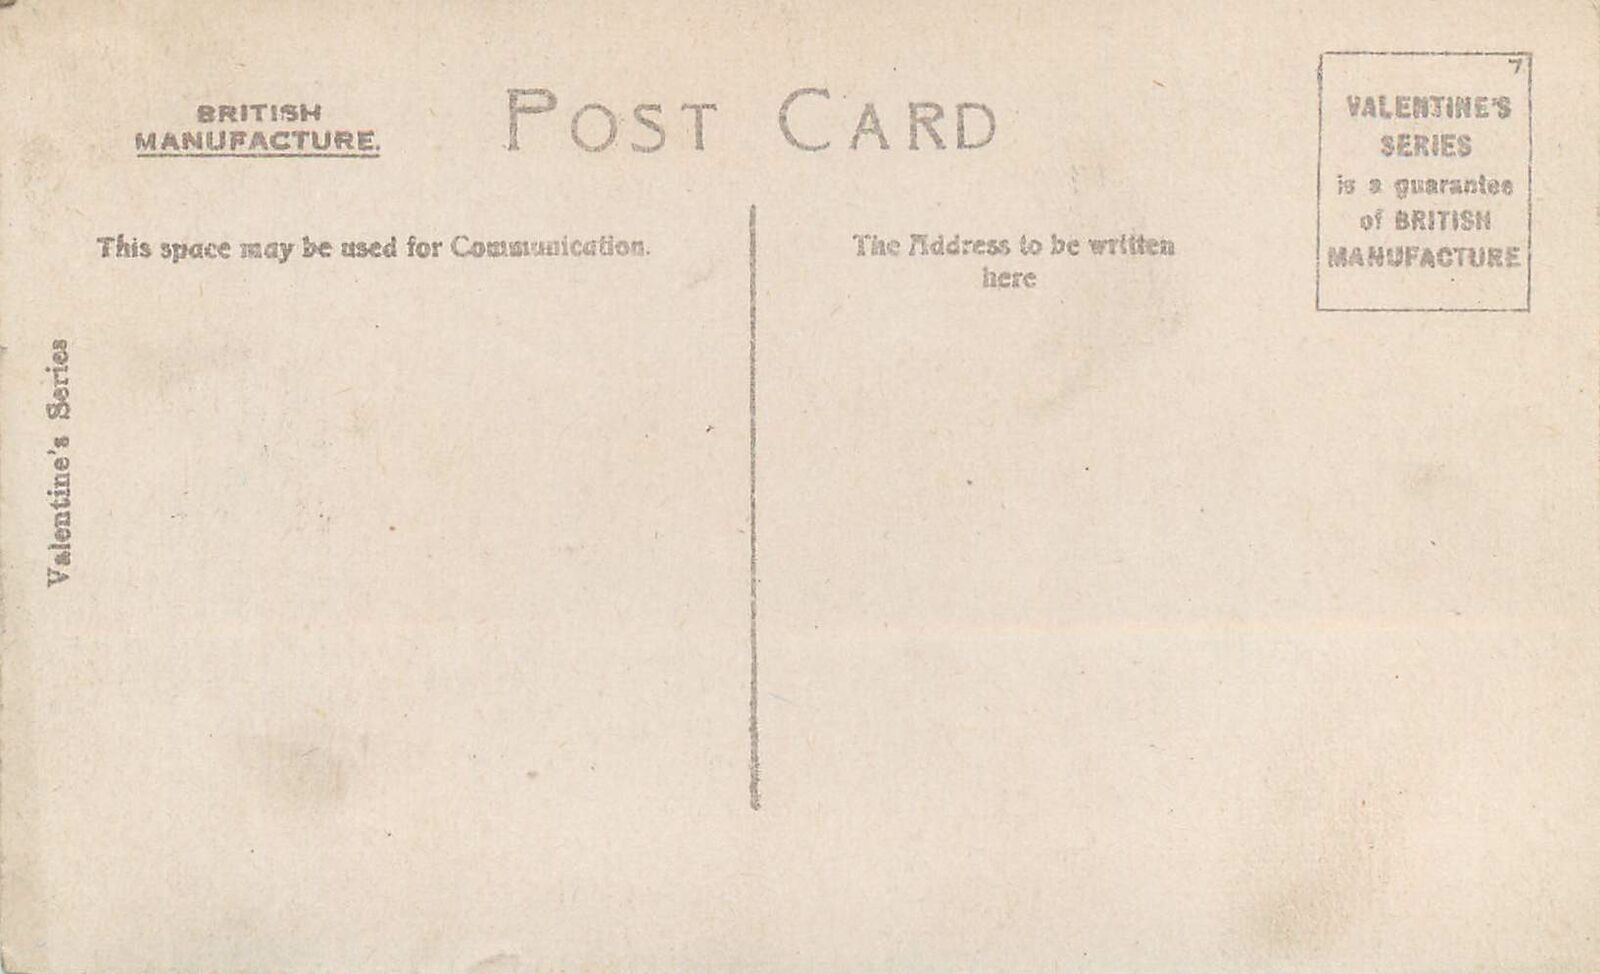 BRITISH
MANUFACTURE.
POST CARD
7
VALENTINE'S
SERIES
is a guarantee
of BRITISH
MANUFACTURE
This space may be used for Communication.
The Address to be written
here
Valentine's Series